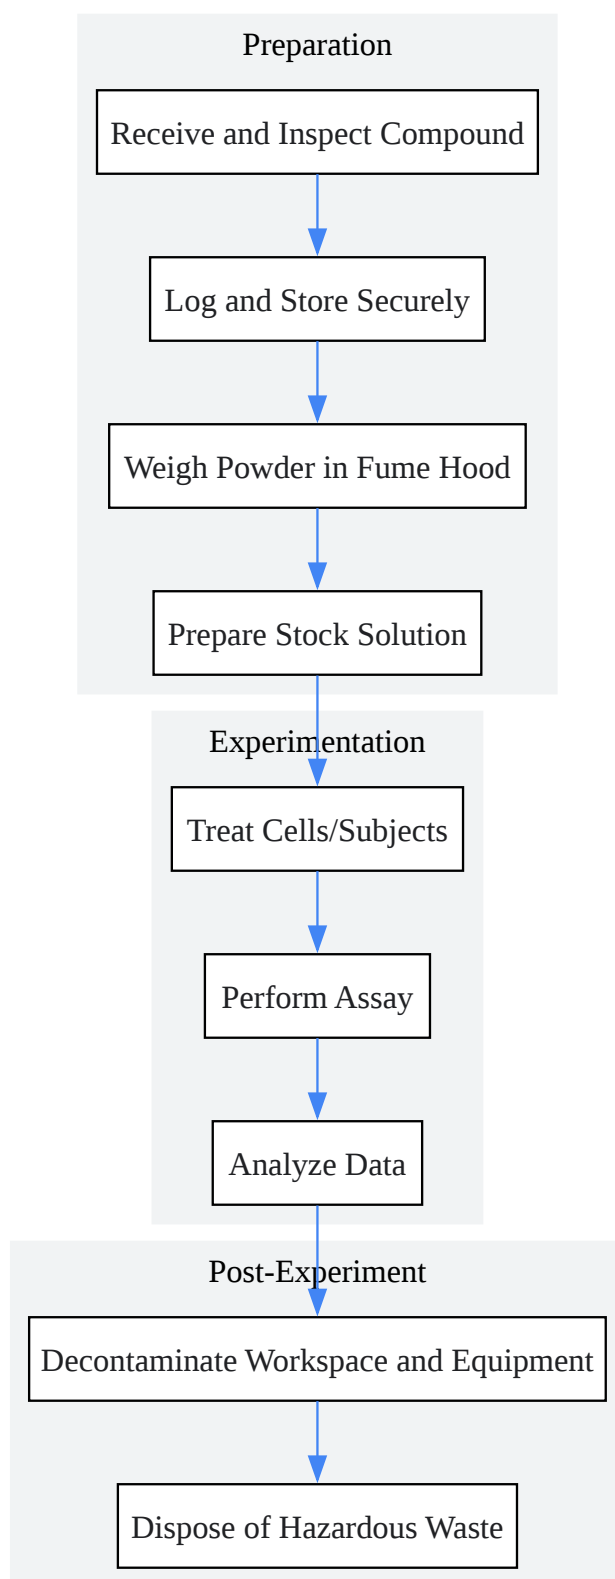 Preparation
Receive and Inspect Compound
Log and Store Securely
Weigh Powder in Fume Hood
Prepare Stock Solution
Experimentation
Treat Cells/Subjects
Perform Assay
Analyze Data
Post-Experiment
Decontaminate Workspace and Equipment
Dispose of Hazardous Waste